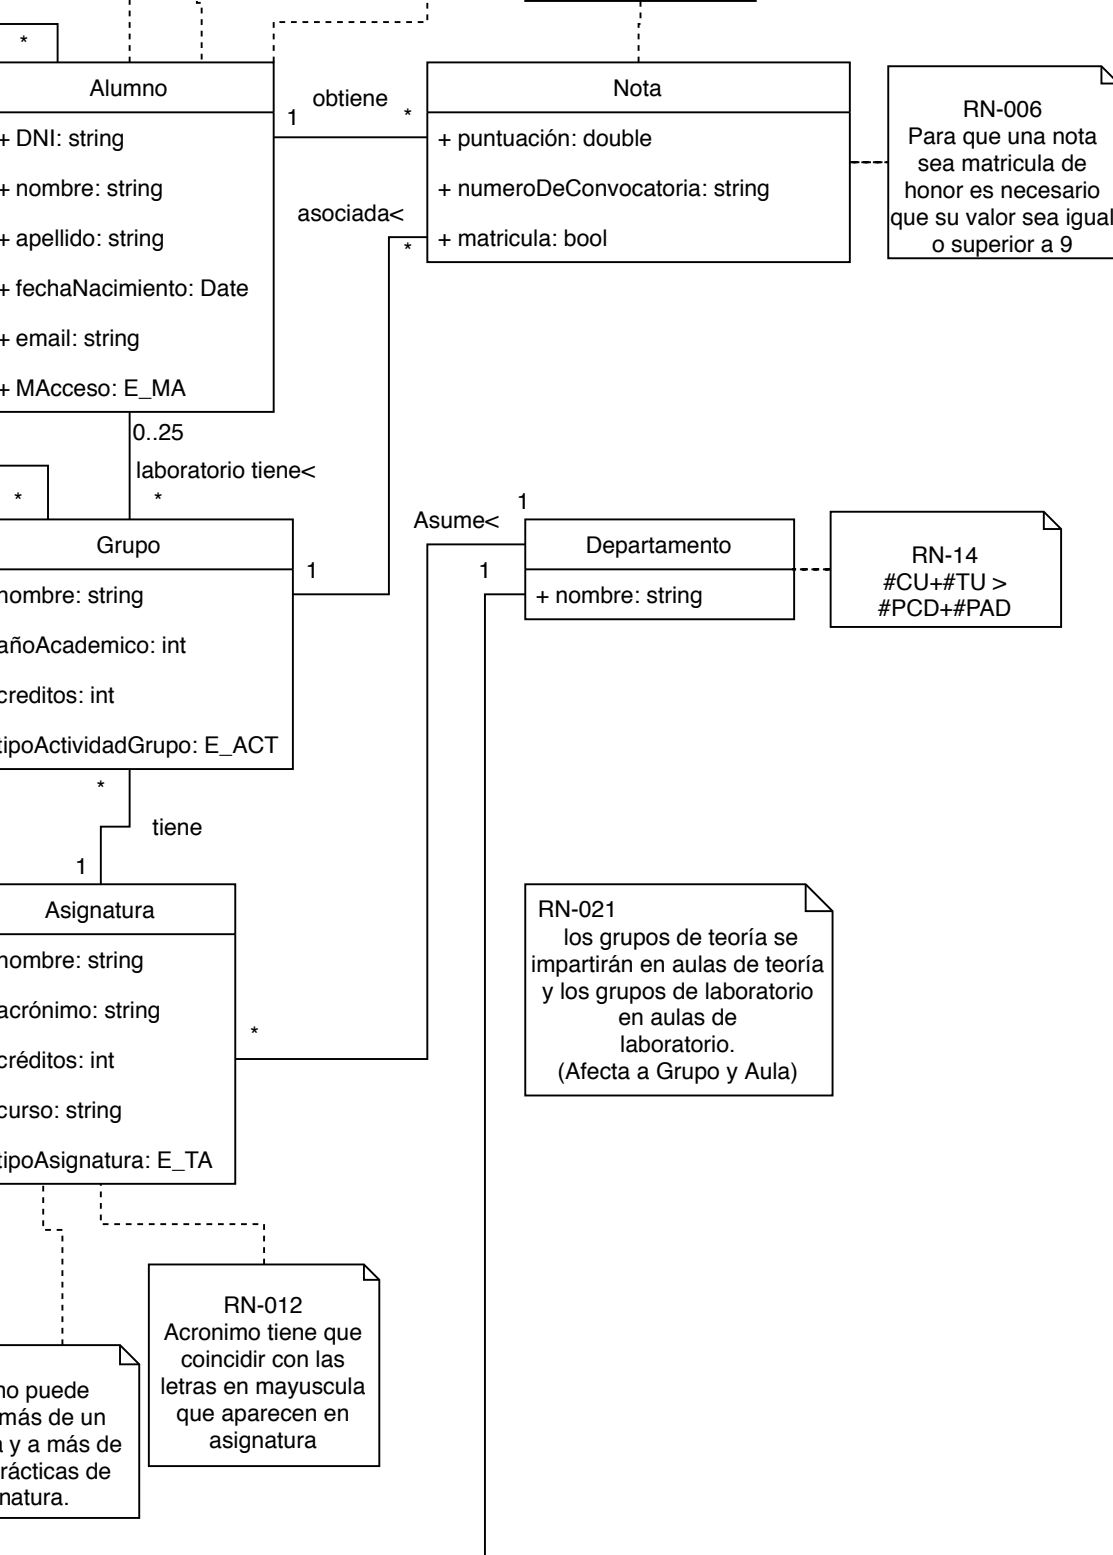 *
Alumno
+ DNI: string
+ nombre: string
+ apellido: string
+ fechaNacimiento: Date
+ email: string
+ MAcceso: E_MA
1
obtiene
*
Nota
+ puntuación: double
+ numeroDeConvocatoria: string
+ matricula: bool
asociada<
*
RN-006
Para que una nota
sea matricula de
honor es necesario
que su valor sea igual
o superior a 9
0..25
laboratorio tiene<
*
*
Grupo
nombre: string
añoAcademico: int
creditos: int
tipoActividadGrupo: E_ACT
1
Asume<
1
1
Departamento
+ nombre: string
RN-14
#CU+#TU >
#PCD+#PAD
*
tiene
1
Asignatura
nombre: string
acrónimo: string
créditos: int
curso: string
tipoAsignatura: E_TA
*
RN-021
los grupos de teoría se
impartirán en aulas de teoría
y los grupos de laboratorio
en aulas de
laboratorio.
(Afecta a Grupo y Aula)
RN-012
Acronimo tiene que
coincidir con las
letras en mayuscula
que aparecen en
asignatura
no puede
más de un
y a más de
rácticas de
natura.